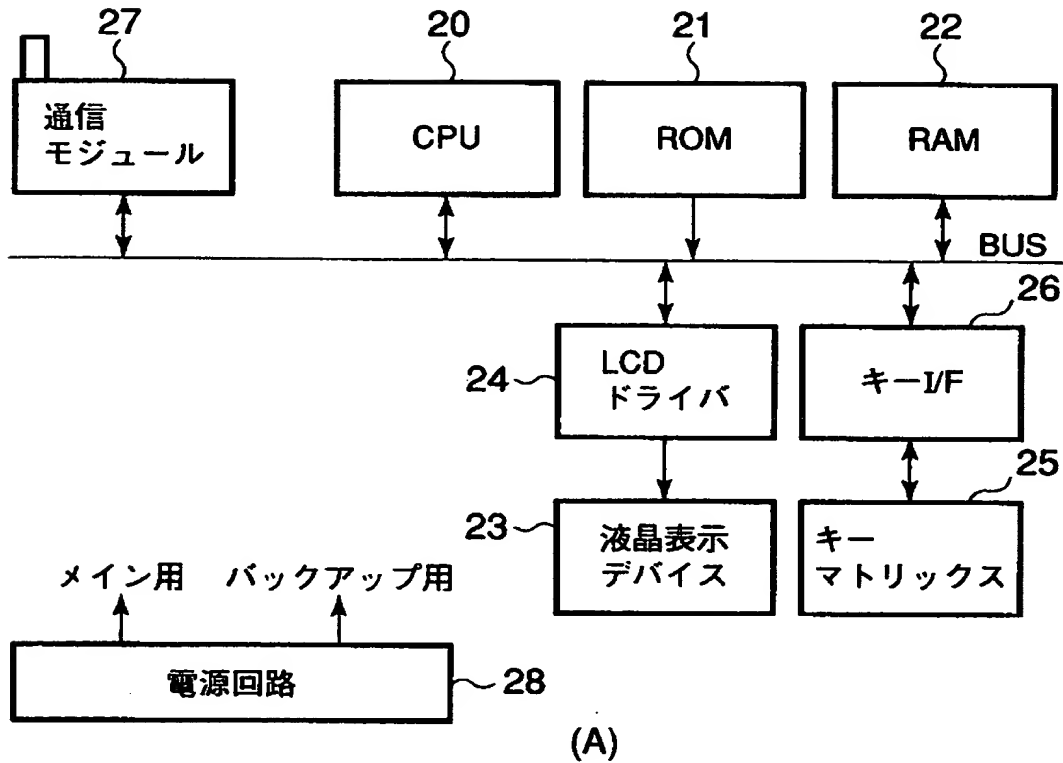 27
20
21
22
通信
モジュール
CPU
ROM
RAM
BUS
26
24
LCD
ドライバ
キーI/F
25
23
液晶表示
デバイス
キー
マトリックス
メイン用
バックアップ用
電源回路
28
(A)